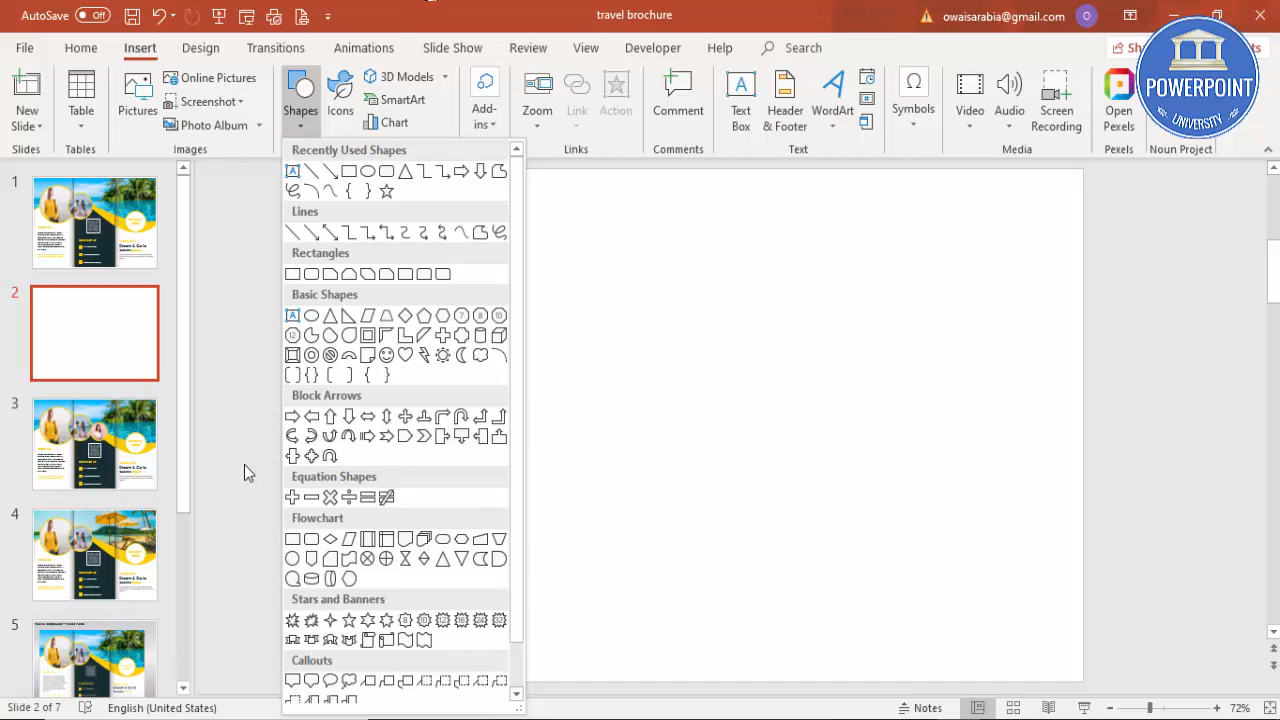 AutoSave Off travel brochure owaisarabia@gmail.com O
File Home Insert Design Transitions Animations Slide Show Review View Developer Help Search
POWERPOINT
UNIVERSITY
New Slide Table Pictures Online Pictures Screenshot Photo Album Shapes Icons 3D Models SmartArt Chart Add-ins Zoom Link Action Comment Text Box Header & Footer WordArt Symbols Video Audio Screen Recording Open Pexels
Slides Tables Images Links Comments Text Media Pexels Noun Project
Recently Used Shapes
Lines
Rectangles
Basic Shapes
Block Arrows
Equation Shapes
Flowchart
Stars and Banners
Callouts
1
2
3
4
5
Slide 2 of 7 English (United States) Notes 72%